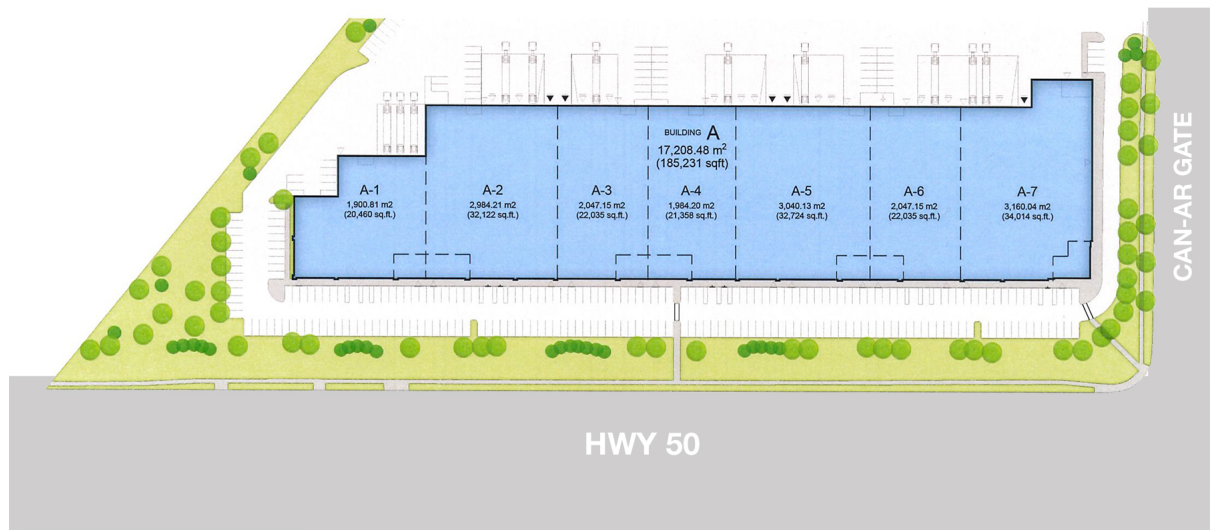 BUILDING A
17,208.48 m²
(185,231 sqft)
A-1
1,900.81 m2
(20,460 sq.ft.)
A-2
2,984.21 m2
(32,122 sq.ft.)
A-3
2,047.15 m2
(22,035 sq.ft.)
A-4
1,984.20 m2
(21,358 sq.ft.)
A-5
3,040.13 m2
(32,724 sq.ft.)
A-6
2,047.15 m2
(22,035 sq.ft.)
A-7
3,160.04 m2
(34,014 sq.ft.)
CAN-AR GATE
HWY 50